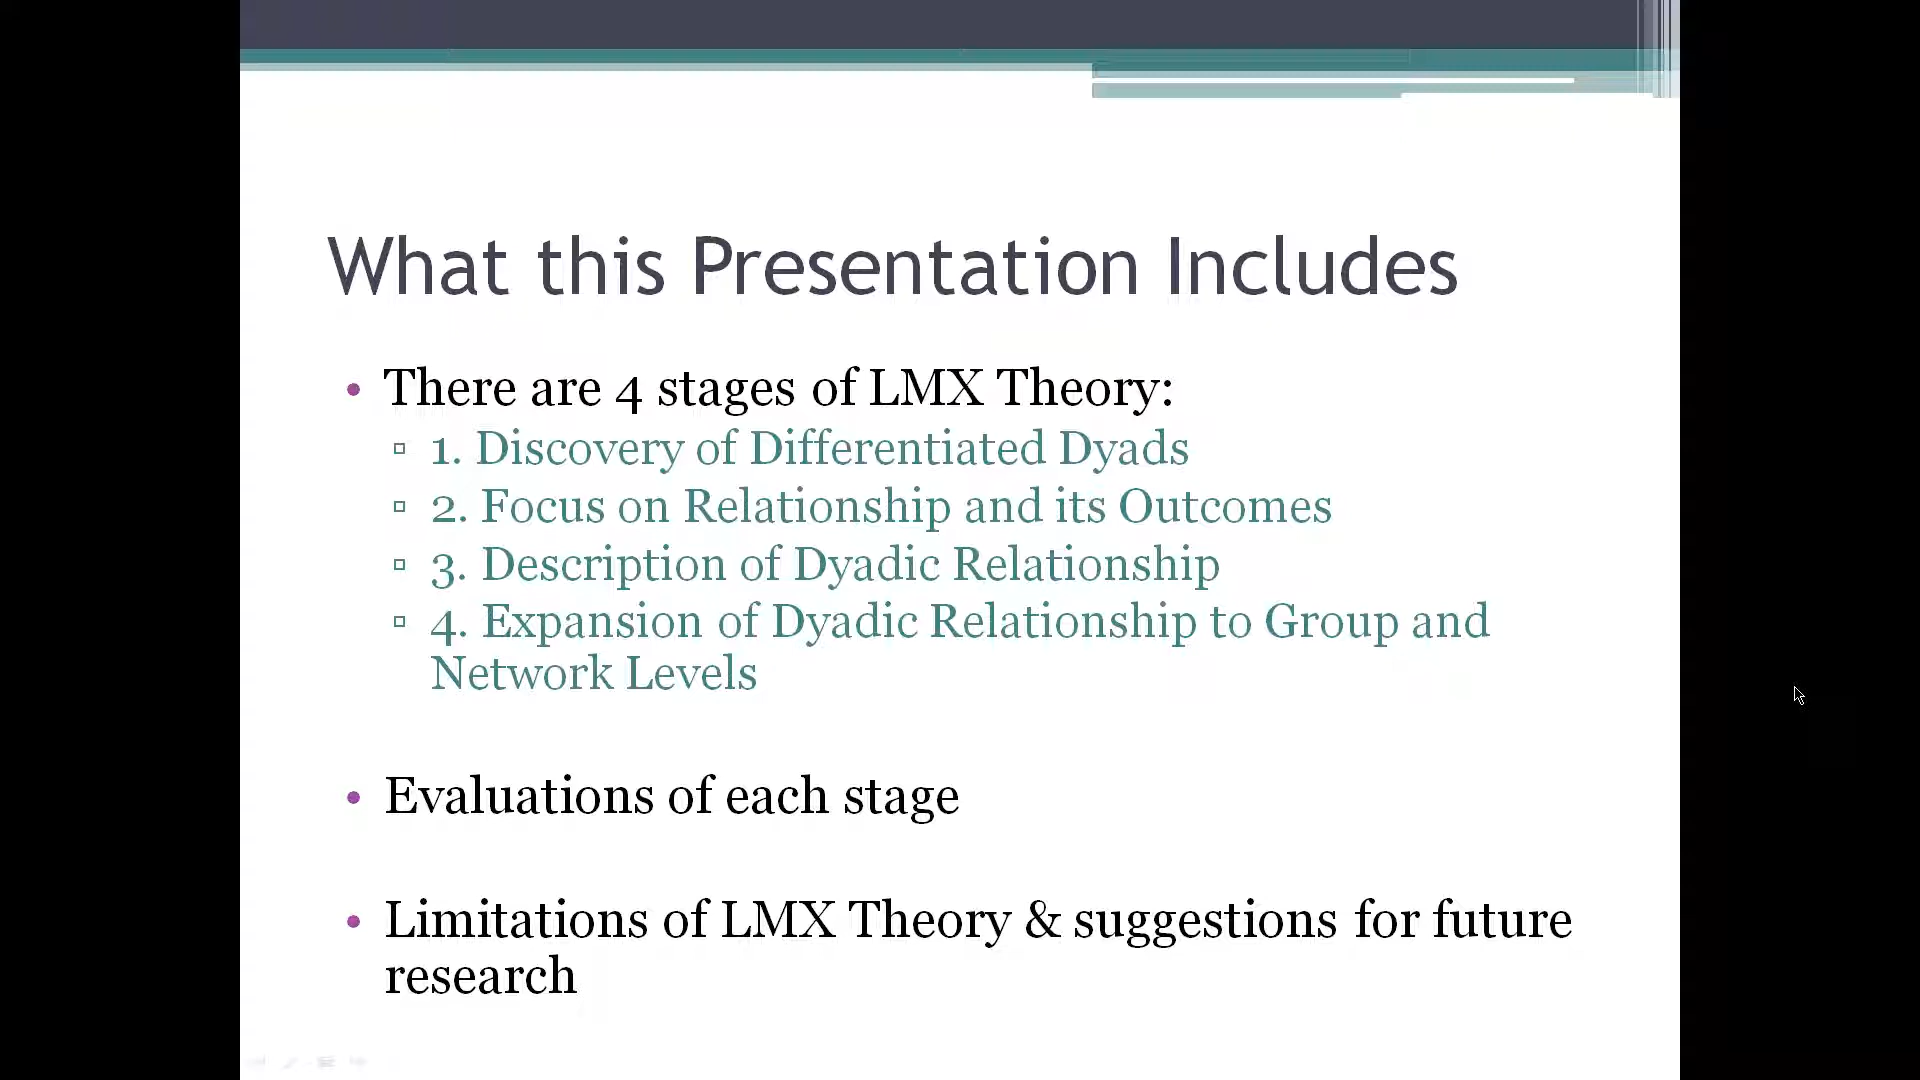 What this Presentation Includes
• There are 4 stages of LMX Theory:
▫ 1. Discovery of Differentiated Dyads
▫ 2. Focus on Relationship and its Outcomes
▫ 3. Description of Dyadic Relationship
▫ 4. Expansion of Dyadic Relationship to Group and
Network Levels
• Evaluations of each stage
• Limitations of LMX Theory & suggestions for future
research